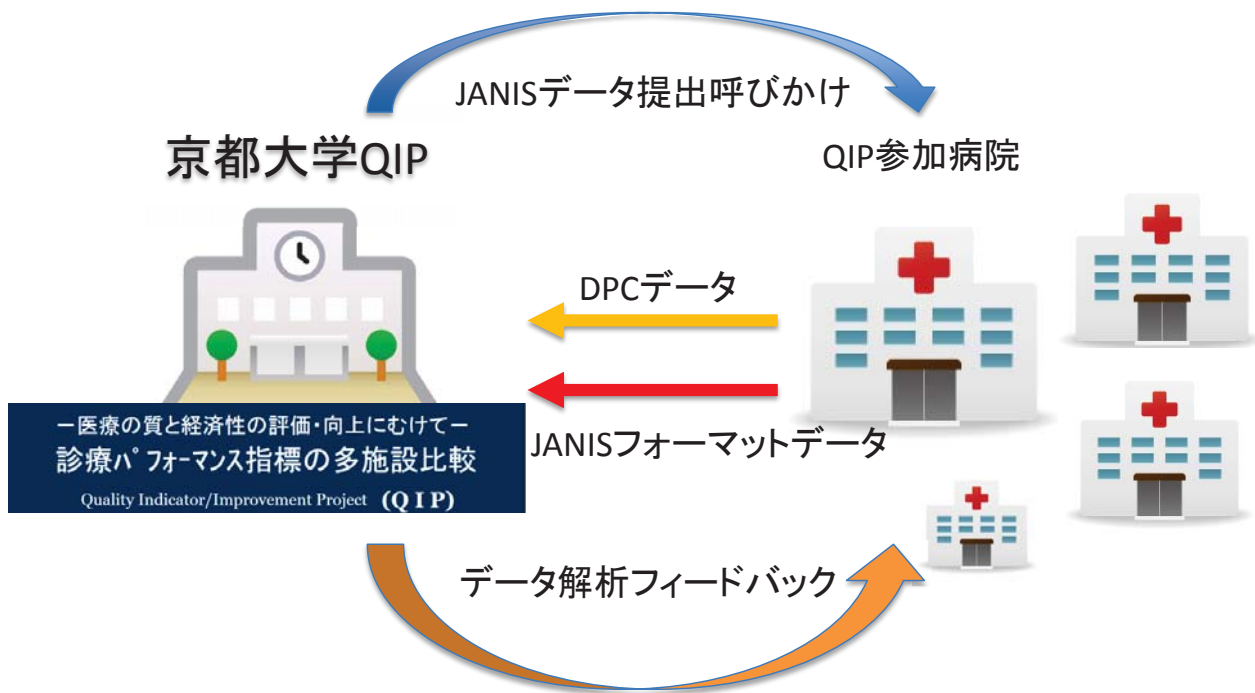 JANISデータ提出呼びかけ
京都大学QIP
QIP参加病院
DPCデータ
JANISフォーマットデータ
－医療の質と経済性の評価・向上にむけて－
診療パフォーマンス指標の多施設比較
Quality Indicator/Improvement Project (QIP)
データ解析フィードバック